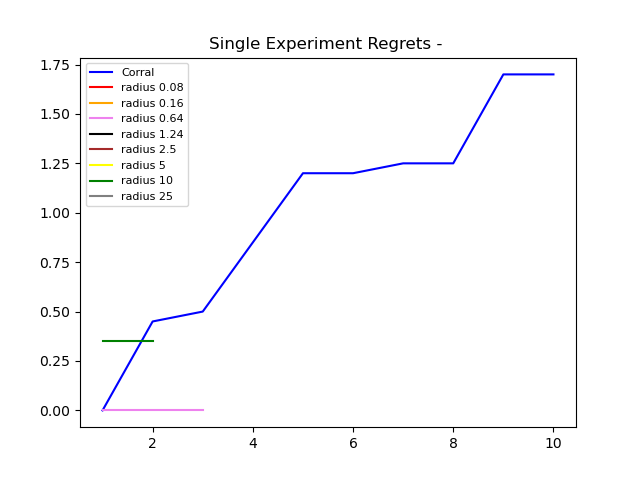 Single Experiment Regrets -
1.75
1.50
1.25
1.00
0.75
0.50
0.25
0.00
Corral
radius 0.08
radius 0.16
radius 0.64
radius 1.24
radius 2.5
radius 5
radius 10
radius 25
2 4 6 8 10